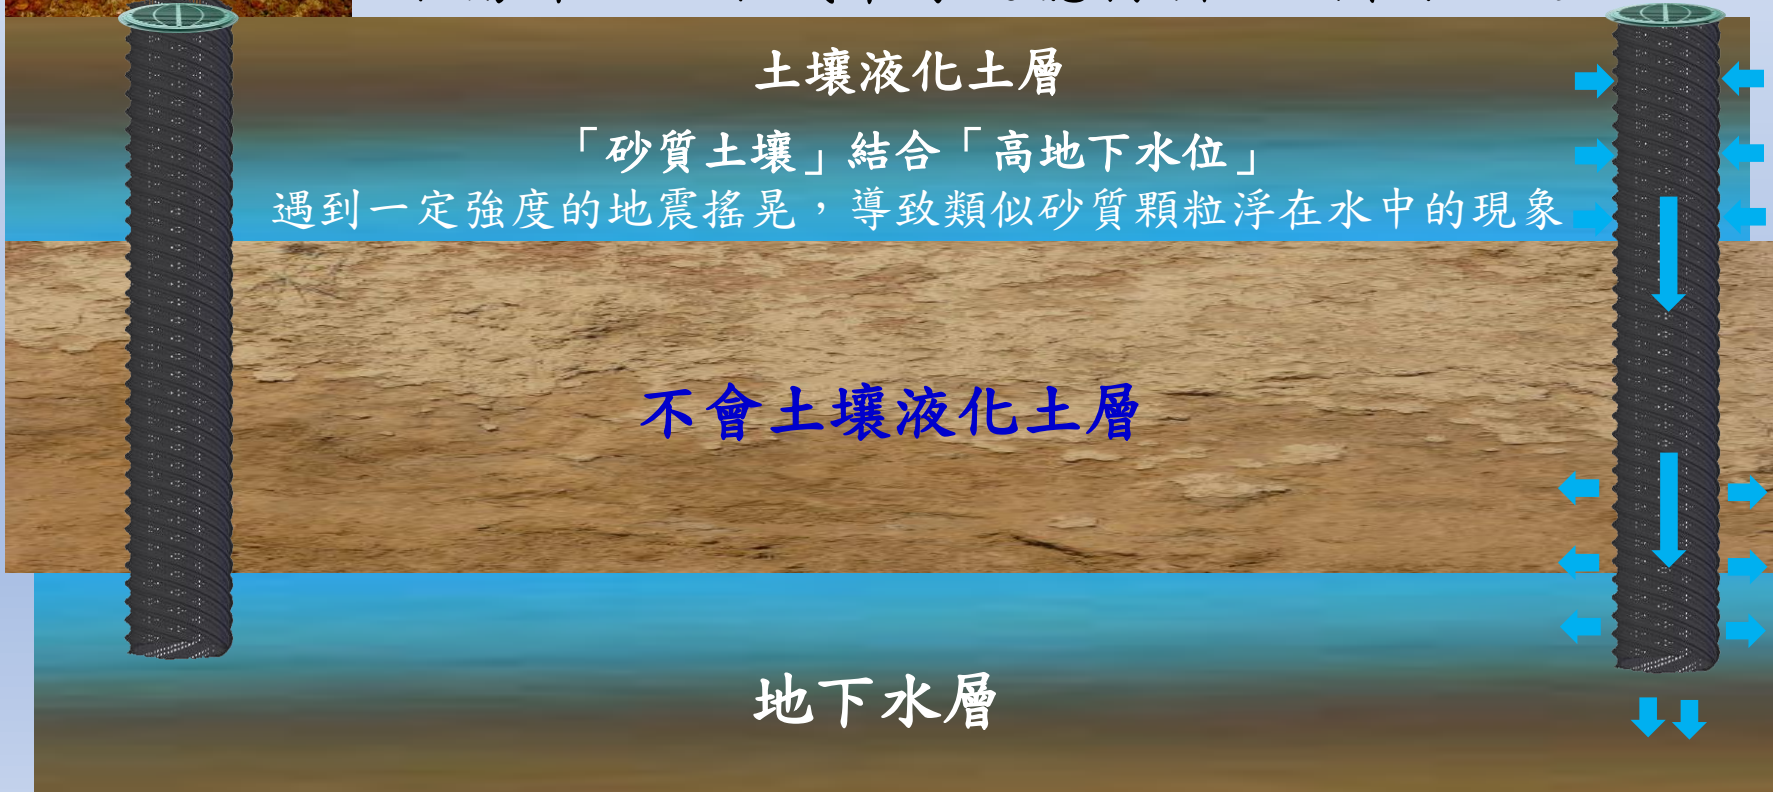 土壤液化土層
「砂質土壤」結合「高地下水位」
遇到一定強度的地震搖晃，導致類似砂質顆粒浮在水中的現象
不會土壤液化土層
地下水層